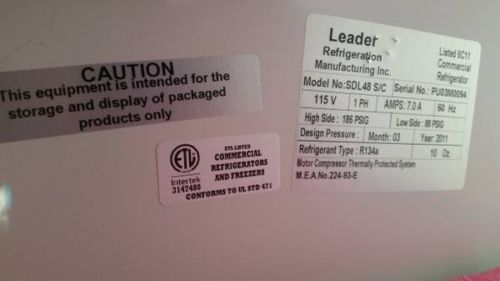 CAUTION
This equipment is intended for the
storage and display of packaged
products only
ETL
Intertek
3147480
ETL LISTED
COMMERCIAL
REFRIGERATORS
AND FREEZERS
CONFORMS TO UL STD 471
Leader
Refrigeration
Manufacturing Inc.
Listed 6C11
Commercial
Refrigerator
Model No: SDL48 S/C Serial No.: PU03M0094
115 V 1 PH AMPS: 7.0 A 60 Hz
High Side: 186 PSIG Low Side: 88 PSIG
Design Pressure: Month: 03 Year: 2011
Refrigerant Type: R134a 10 Oz.
Motor Compressor Thermally Protected System
M.E.A.No.224-93-E